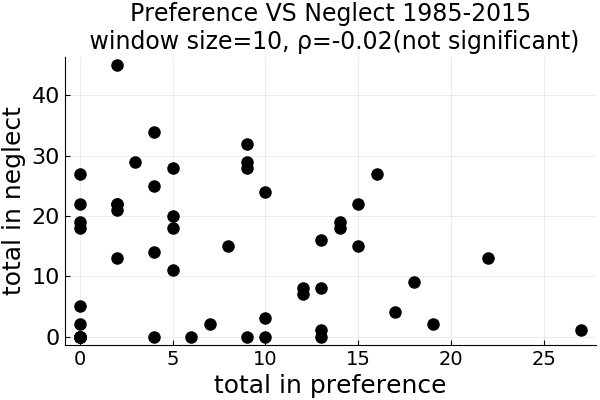 Preference VS Neglect 1985-2015
window size=10, ρ=-0.02(not significant)
total in neglect
40
30
20
10
0
0 5 10 15 20 25
total in preference